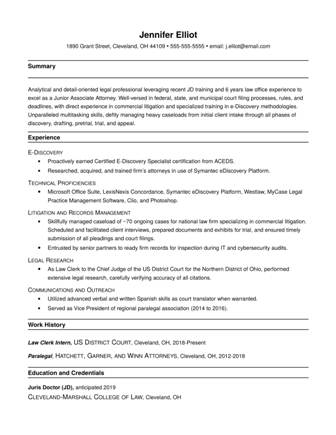 Jennifer Elliot
1890 Grant Street, Cleveland, OH 44109 • 555-555-5555 • email: j.elliot@email.com
Summary
Analytical and detail-oriented legal professional leveraging recent JD training and 6 years law office experience to
excel as a Junior Associate Attorney. Well-versed in federal, state, and municipal court filing processes, rules, and
deadlines, with direct experience in commercial litigation and specialized training in e-Discovery methodologies.
Unparalleled multitasking skills, deftly managing heavy caseloads from initial client intake through all phases of
discovery, drafting, pretrial, trial, and appeal.
Experience
E-DISCOVERY
• Proactively earned Certified E-Discovery Specialist certification from ACEDS.
• Researched, acquired, and trained firm's attorneys in use of Symantec eDiscovery Platform.
TECHNICAL PROFICIENCIES
• Microsoft Office Suite, LexisNexis Concordance, Symantec eDiscovery Platform, Westlaw, MyCase Legal
Practice Management Software, Clio, and Photoshop.
LITIGATION AND RECORDS MANAGEMENT
• Skillfully managed caseload of ~70 ongoing cases for national law firm specializing in commercial litigation.
Scheduled and facilitated client interviews, prepared documents and exhibits for trial, and ensured timely
submission of all pleadings and court filings.
• Entrusted by senior partners to ready firm records for inspection during IT and cybersecurity audits.
LEGAL RESEARCH
• As Law Clerk to the Chief Judge of the US District Court for the Northern District of Ohio, performed
extensive legal research, carefully verifying accuracy of all citations.
COMMUNICATIONS AND OUTREACH
• Utilized advanced verbal and written Spanish skills as court translator when warranted.
• Served as Vice President of regional paralegal association (2014 to 2016).
Work History
Law Clerk Intern, US DISTRICT COURT, Cleveland, OH, 2018-Present
Paralegal, HATCHETT, GARNER, AND WINN ATTORNEYS, Cleveland, OH, 2012-2018
Education and Credentials
Juris Doctor (JD), anticipated 2019
CLEVELAND-MARSHALL COLLEGE OF LAW, Cleveland, OH